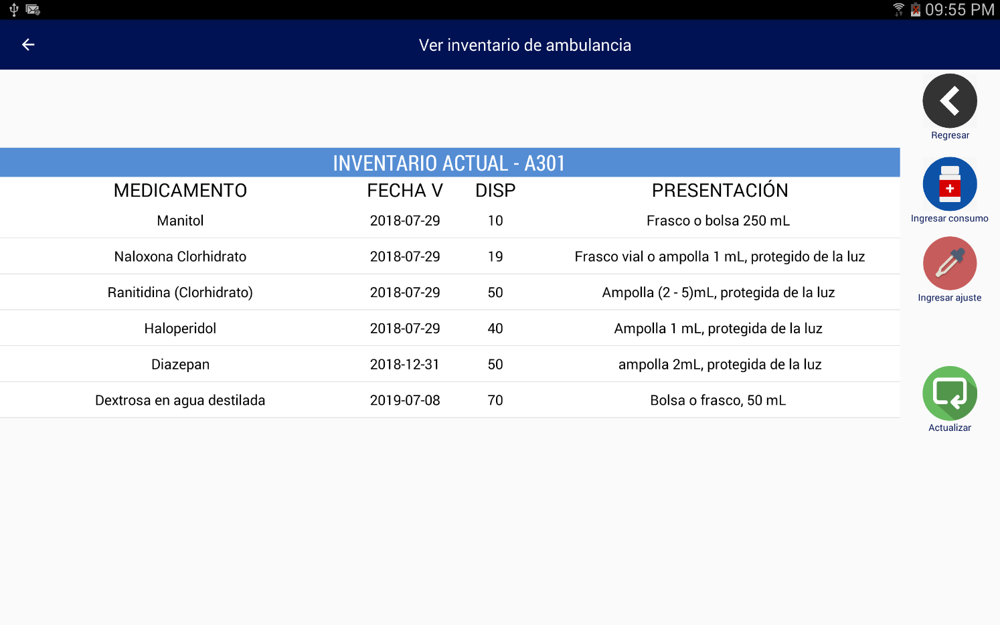 09:55 PM
Ver inventario de ambulancia
Regresar
INVENTARIO ACTUAL - A301
MEDICAMENTO FECHA V DISP PRESENTACIÓN
Manitol 2018-07-29 10 Frasco o bolsa 250 mL
Ingresar consumo
Naloxona Clorhidrato 2018-07-29 19 Frasco vial o ampolla 1 mL, protegido de la luz
Ranitidina (Clorhidrato) 2018-07-29 50 Ampolla (2 - 5)mL, protegida de la luz
Ingresar ajuste
Haloperidol 2018-07-29 40 Ampolla 1 mL, protegida de la luz
Diazepan 2018-12-31 50 ampolla 2mL, protegida de la luz
Dextrosa en agua destilada 2019-07-08 70 Bolsa o frasco, 50 mL
Actualizar